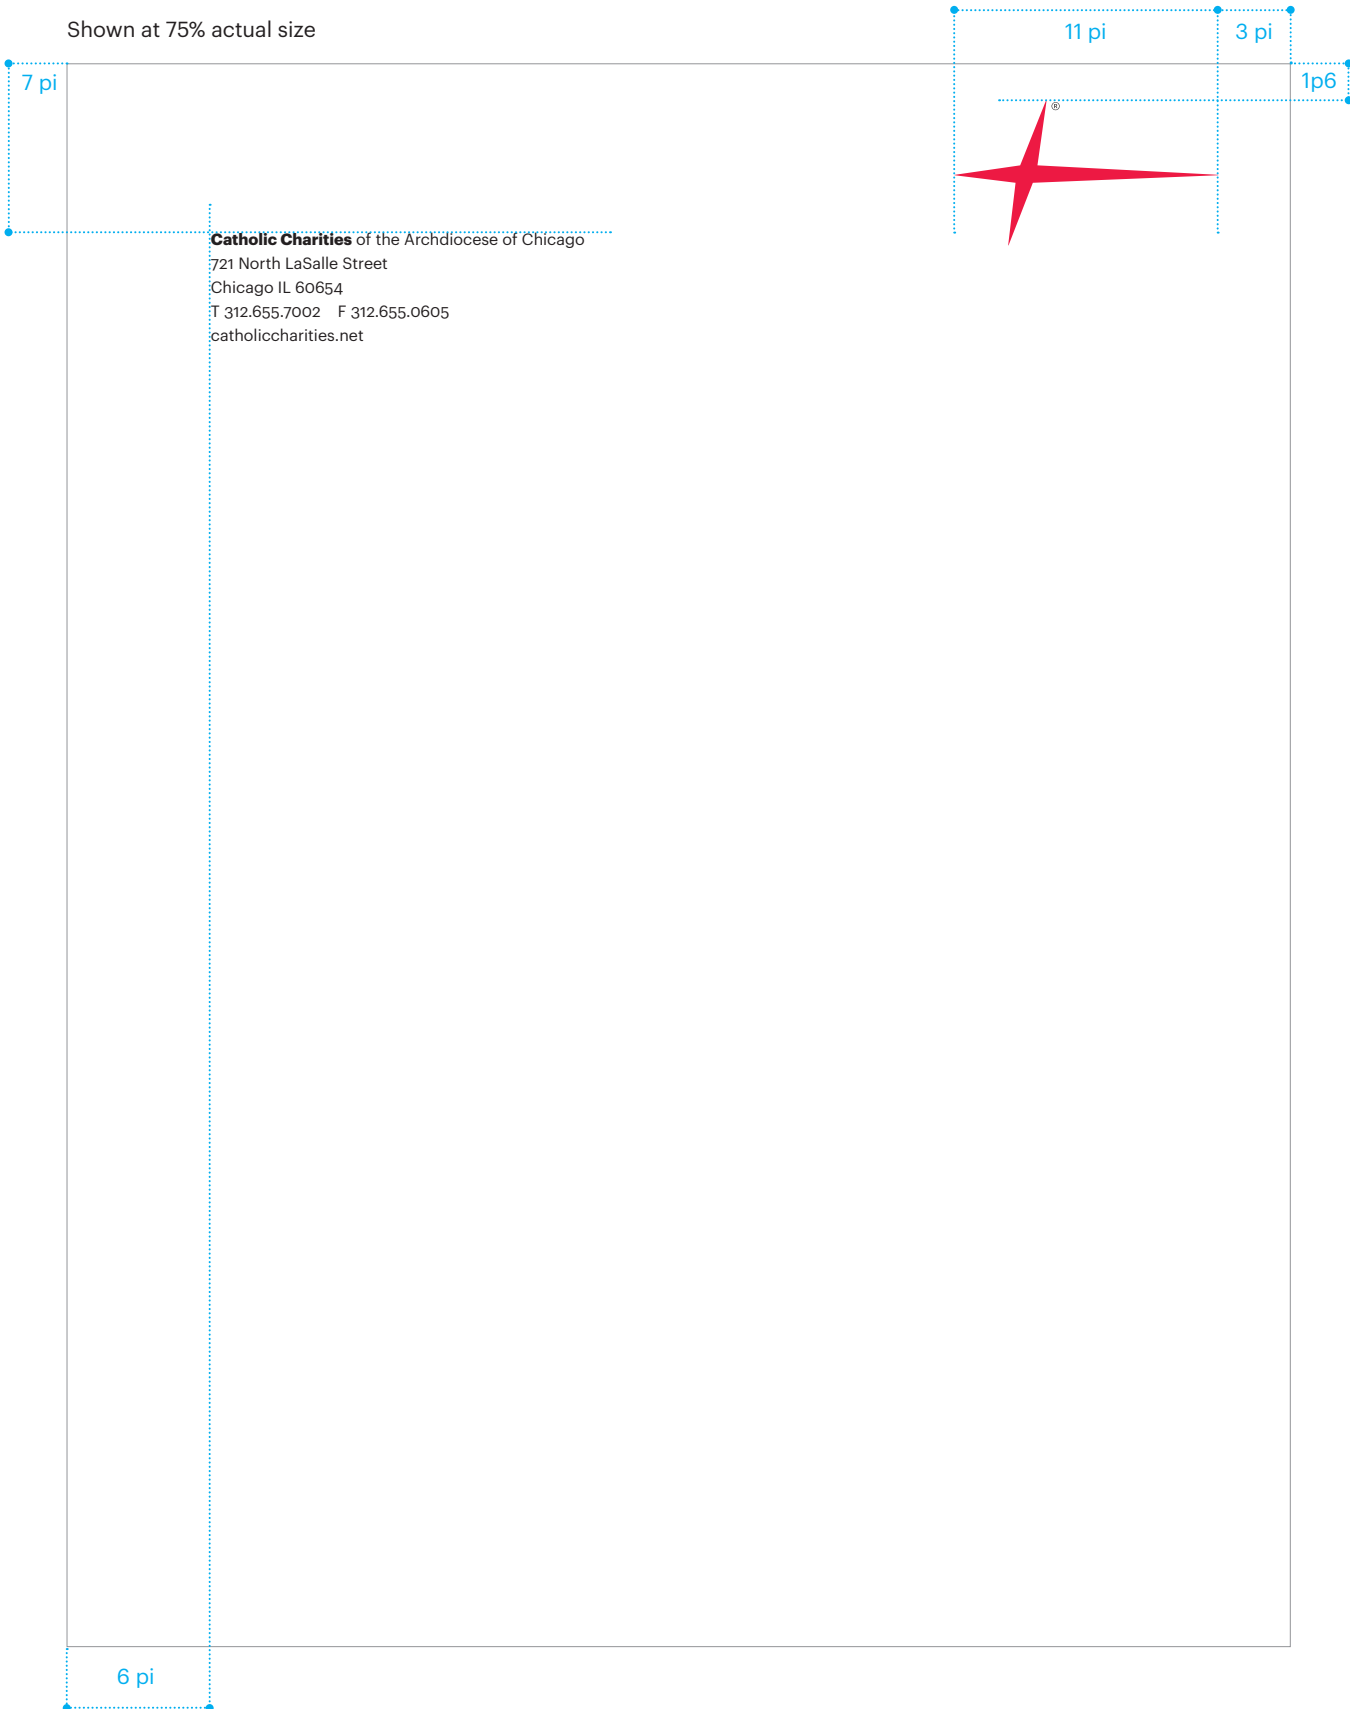 Shown at 75% actual size
11 pi
3 pi
7 pi
1p6
®
Catholic Charities of the Archdiocese of Chicago
721 North LaSalle Street
Chicago IL 60654
T 312.655.7002 F 312.655.0605
catholiccharities.net
6 pi